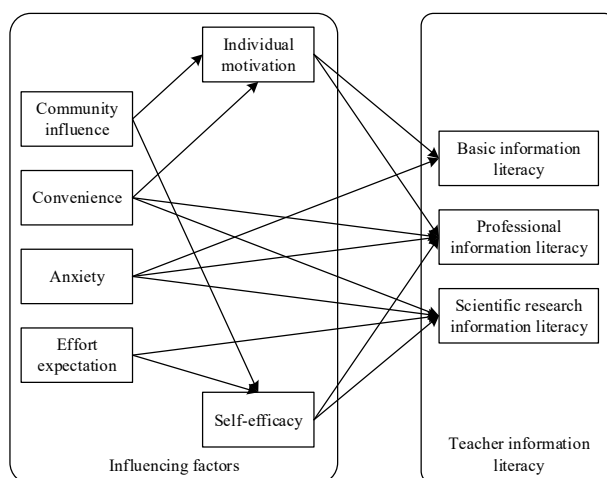 Individual
motivation
Community
influence
Convenience
Anxiety
Effort
expectation
Self-efficacy
Influencing factors
Basic information
literacy
Professional
information literacy
Scientific research
information literacy
Teacher information
literacy